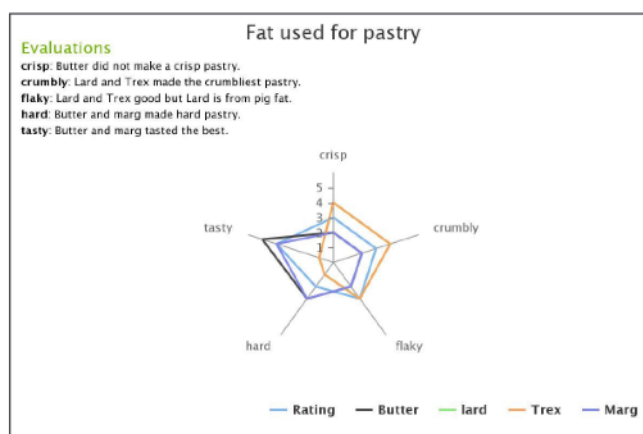 Fat used for pastry
Evaluations
crisp: Butter did not make a crisp pastry.
crumbly: Lard and Trex made the crumbliest pastry.
flaky: Lard and Trex good but Lard is from pig fat.
hard: Butter and marg made hard pastry.
tasty: Butter and marg tasted the best.
crisp
5
4
3
2
1
tasty
crumbly
hard
flaky
Rating Butter lard Trex Marg